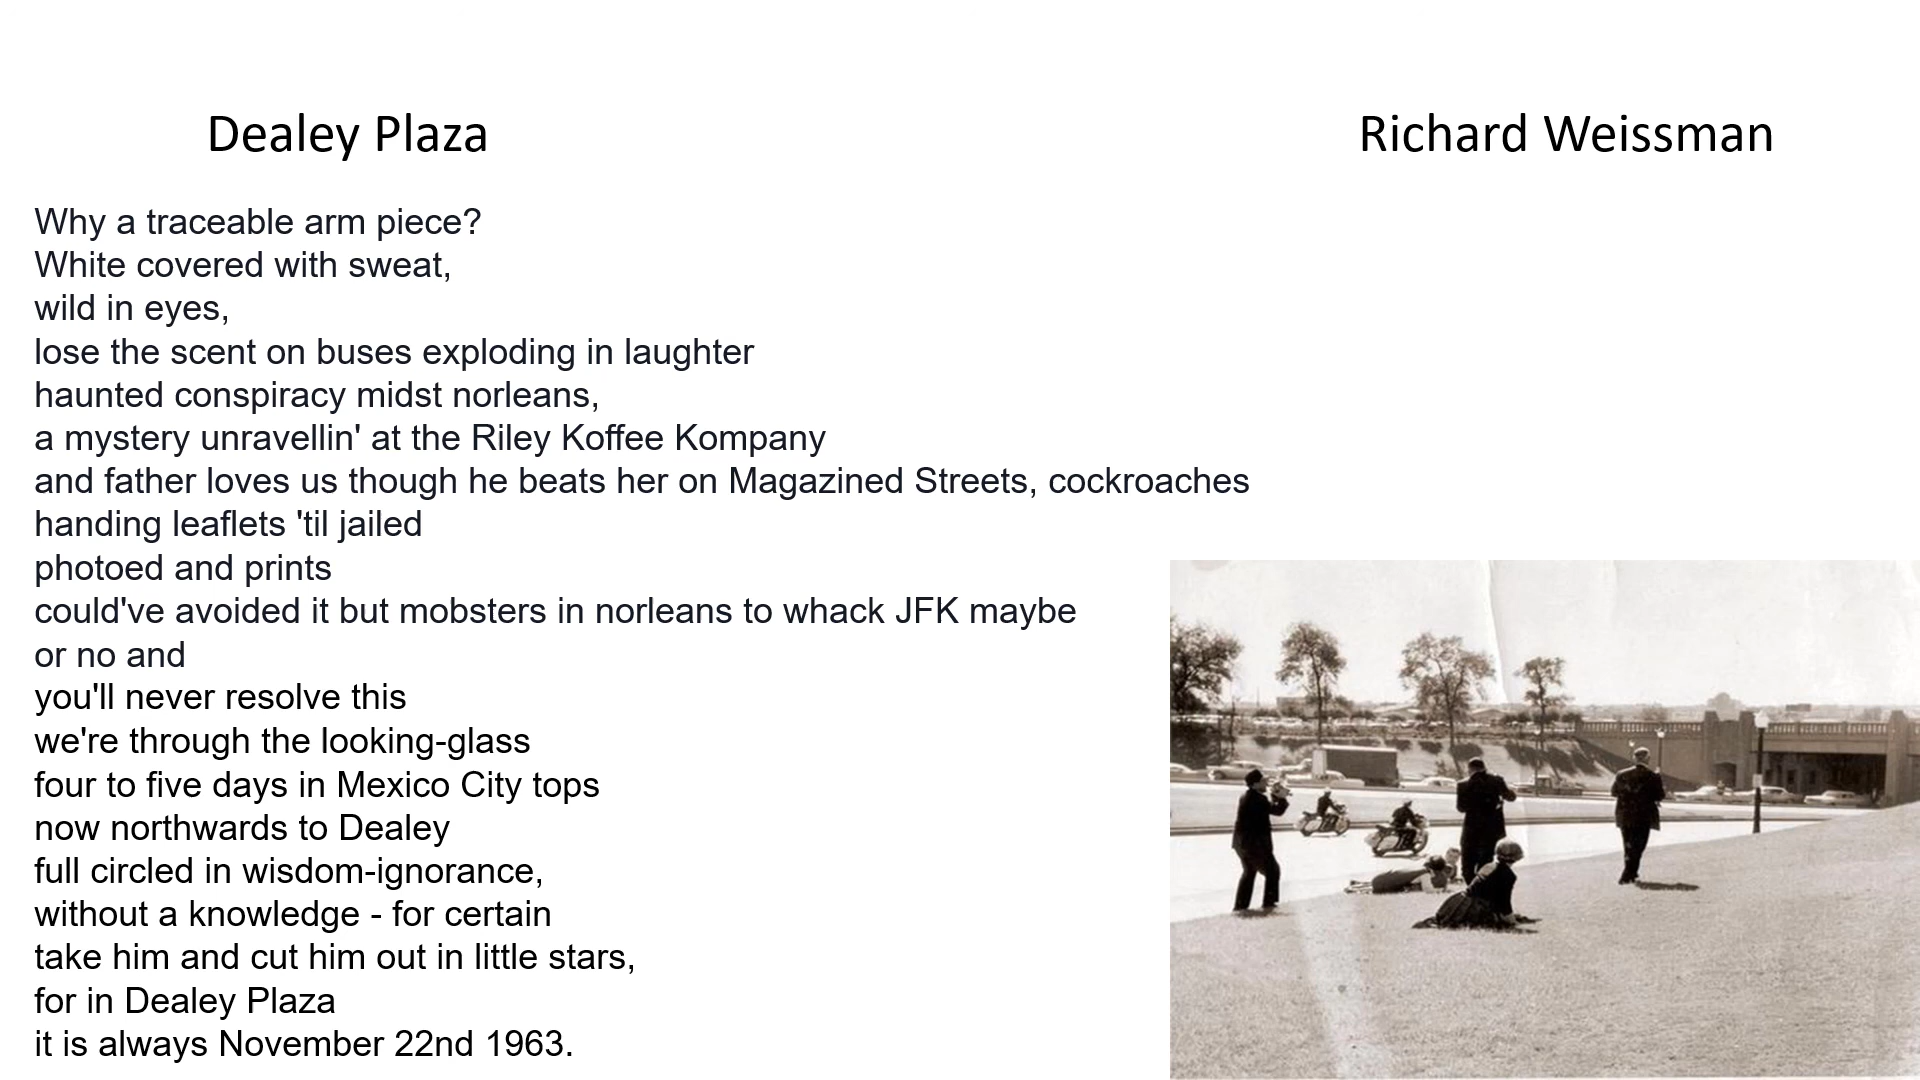 Dealey Plaza
Richard Weissman
Why a traceable arm piece?
White covered with sweat,
wild in eyes,
lose the scent on buses exploding in laughter
haunted conspiracy midst norleans,
a mystery unravellin' at the Riley Koffee Kompany
and father loves us though he beats her on Magazined Streets, cockroaches
handing leaflets 'til jailed
photoed and prints
could've avoided it but mobsters in norleans to whack JFK maybe
or no and
you'll never resolve this
we're through the looking-glass
four to five days in Mexico City tops
now northwards to Dealey
full circled in wisdom-ignorance,
without a knowledge - for certain
take him and cut him out in little stars,
for in Dealey Plaza
it is always November 22nd 1963.